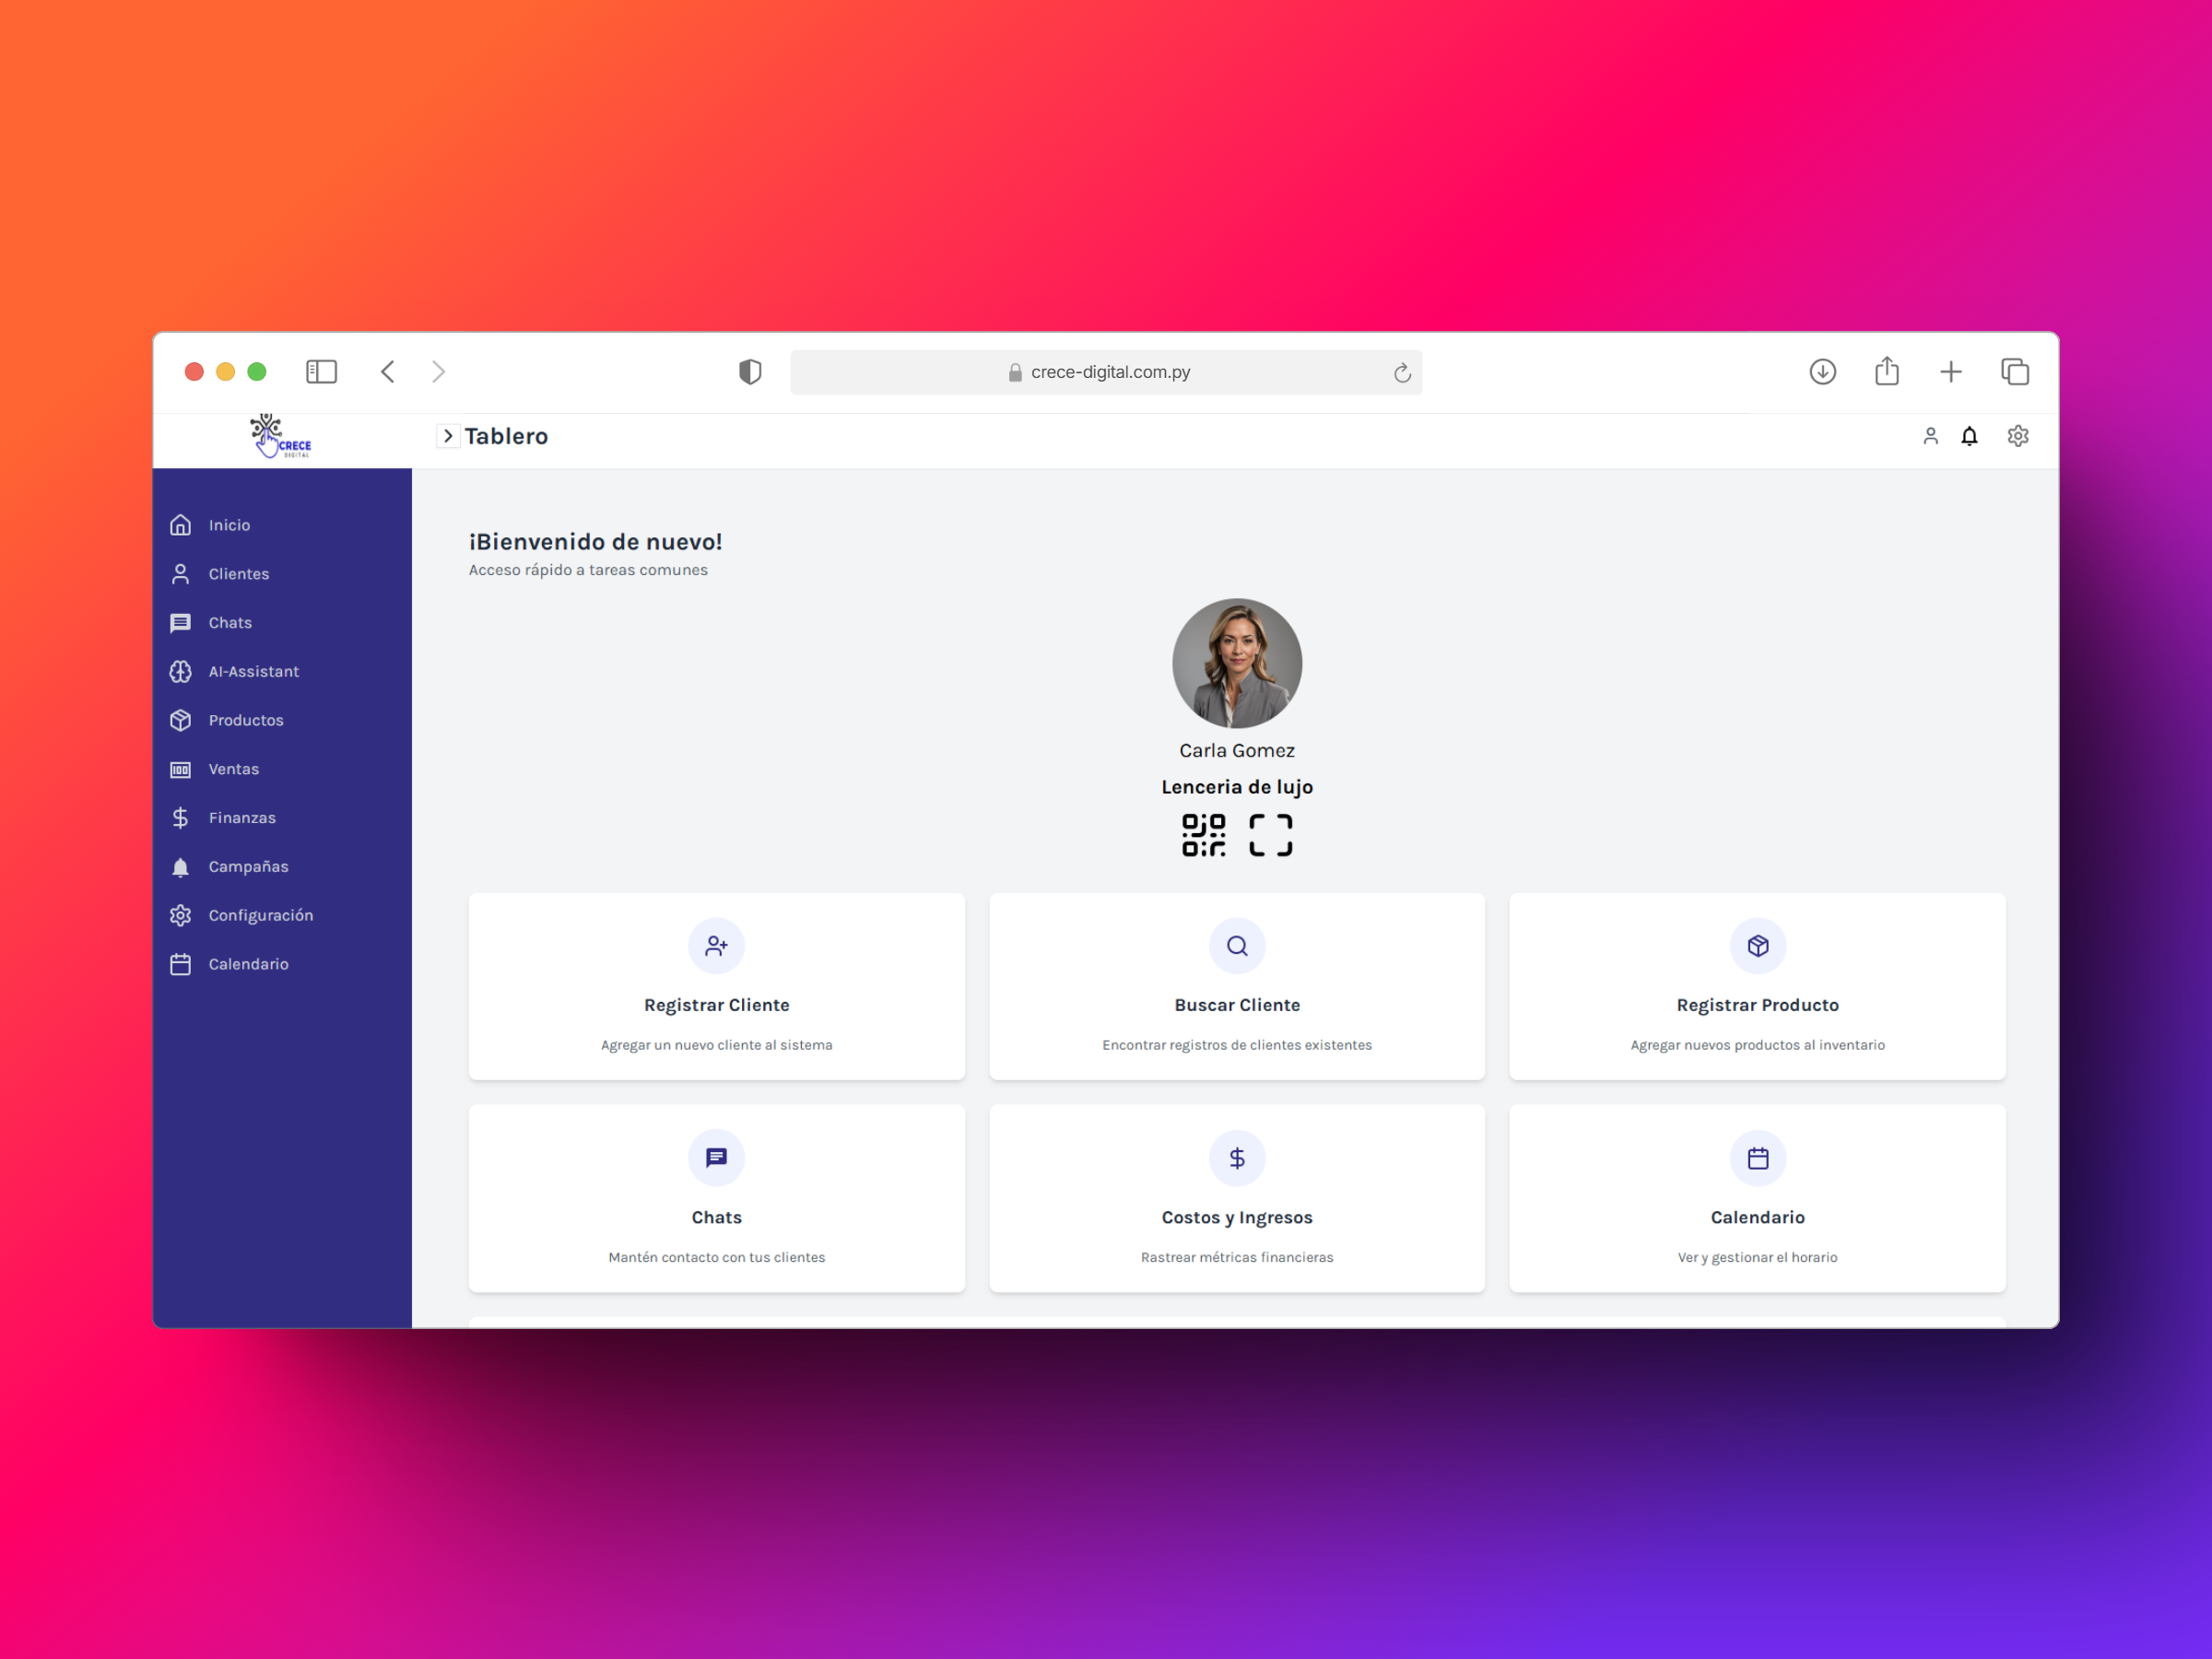 crece-digital.com.py
CRECE
DIGITAL
Tablero
Inicio
Clientes
Chats
AI-Assistant
Productos
Ventas
Finanzas
Campañas
Configuración
Calendario
¡Bienvenido de nuevo!
Acceso rápido a tareas comunes
Carla Gomez
Lenceria de lujo
Registrar Cliente
Agregar un nuevo cliente al sistema
Buscar Cliente
Encontrar registros de clientes existentes
Registrar Producto
Agregar nuevos productos al inventario
Chats
Mantén contacto con tus clientes
Costos y Ingresos
Rastrear métricas financieras
Calendario
Ver y gestionar el horario